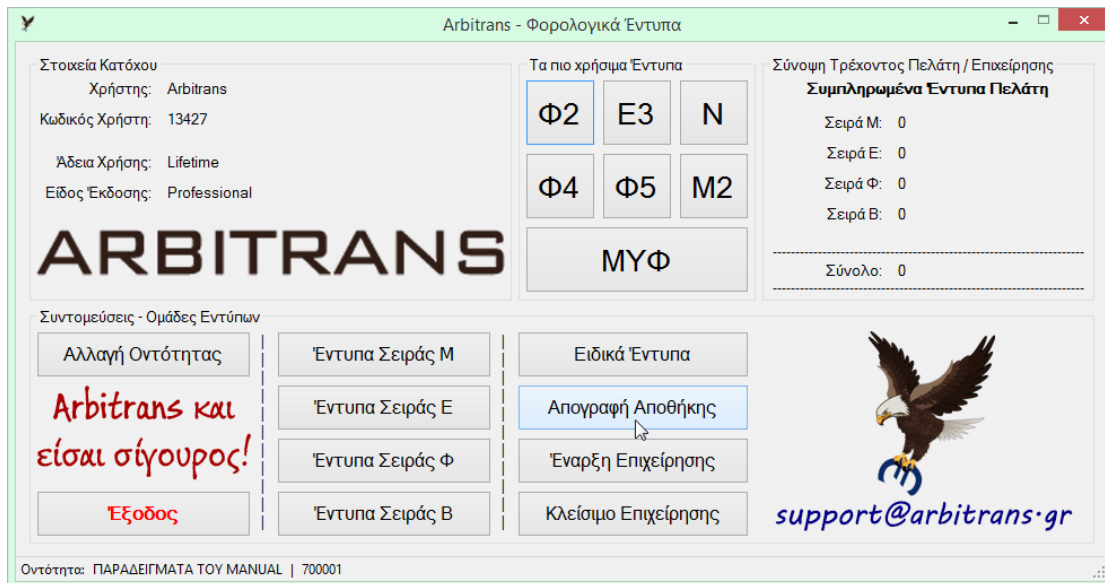 Arbitrans - Φορολογικά Έντυπα
Στοιχεία Κατόχου
Χρήστης: Arbitrans
Κωδικός Χρήστη: 13427
Άδεια Χρήσης: Lifetime
Είδος Έκδοσης: Professional
ARBITRANS
Τα πιο χρήσιμα Έντυπα
Φ2 Ε3 Ν
Φ4 Φ5 Μ2
ΜΥΦ
Σύνοψη Τρέχοντος Πελάτη / Επιχείρησης
Συμπληρωμένα Έντυπα Πελάτη
Σειρά Μ: 0
Σειρά Ε: 0
Σειρά Φ: 0
Σειρά Β: 0
Σύνολο: 0
Συντομεύσεις - Ομάδες Εντύπων
Αλλαγή Οντότητας
Arbitrans και
είσαι σίγουρος!
Έξοδος
Έντυπα Σειράς Μ
Έντυπα Σειράς Ε
Έντυπα Σειράς Φ
Έντυπα Σειράς Β
Ειδικά Έντυπα
Απογραφή Αποθήκης
Έναρξη Επιχείρησης
Κλείσιμο Επιχείρησης
support@arbitrans.gr
Οντότητα: ΠΑΡΑΔΕΙΓΜΑΤΑ ΤΟΥ MANUAL | 700001